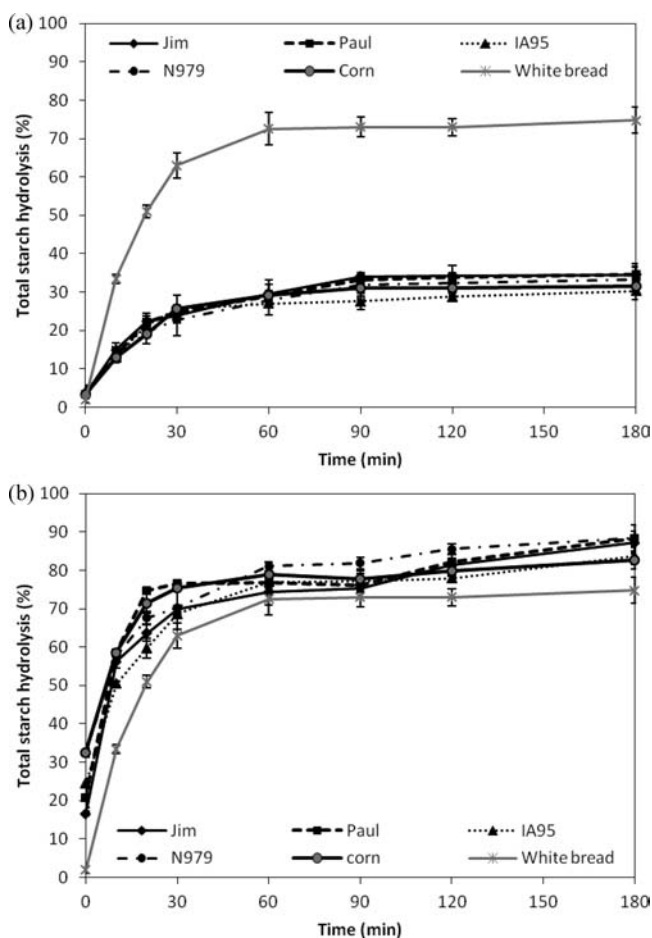 (a)
Jim Paul IA95
N979 Corn White bread
Total starch hydrolysis (%)
100
90
80
70
60
50
40
30
20
10
0
0 30 60 90 120 150 180
Time (min)
(b)
Total starch hydrolysis (%)
100
90
80
70
60
50
40
30
20
10
0
Jim Paul IA95
N979 corn White bread
0 30 60 90 120 150 180
Time (min)